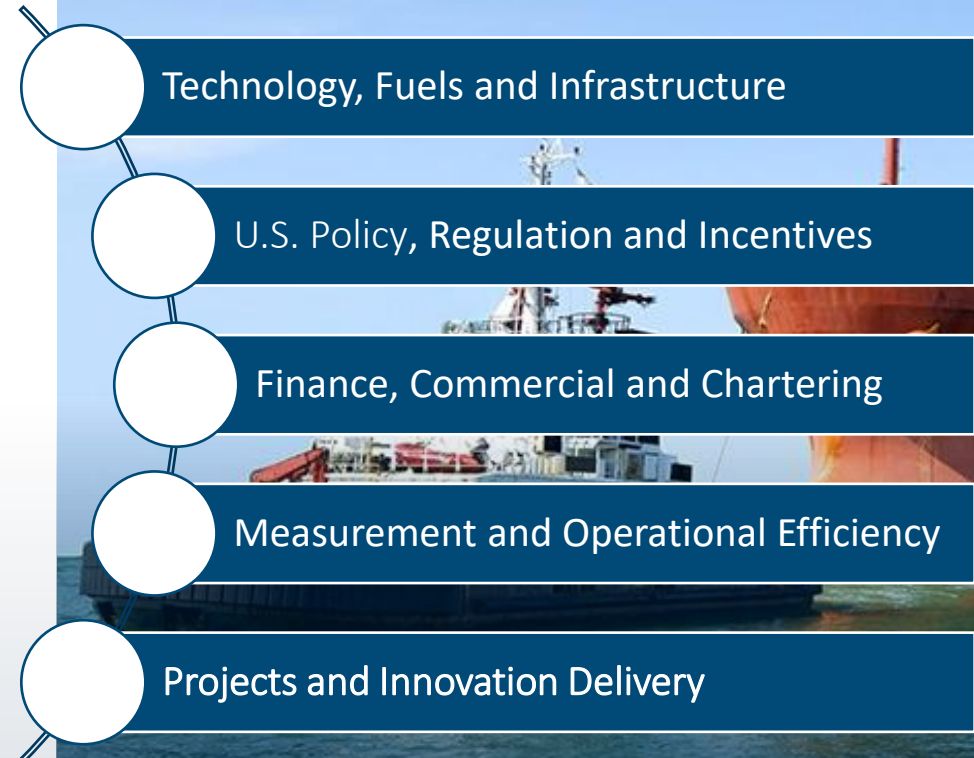 Technology, Fuels and Infrastructure
U.S. Policy, Regulation and Incentives
Finance, Commercial and Chartering
Measurement and Operational Efficiency
Projects and Innovation Delivery